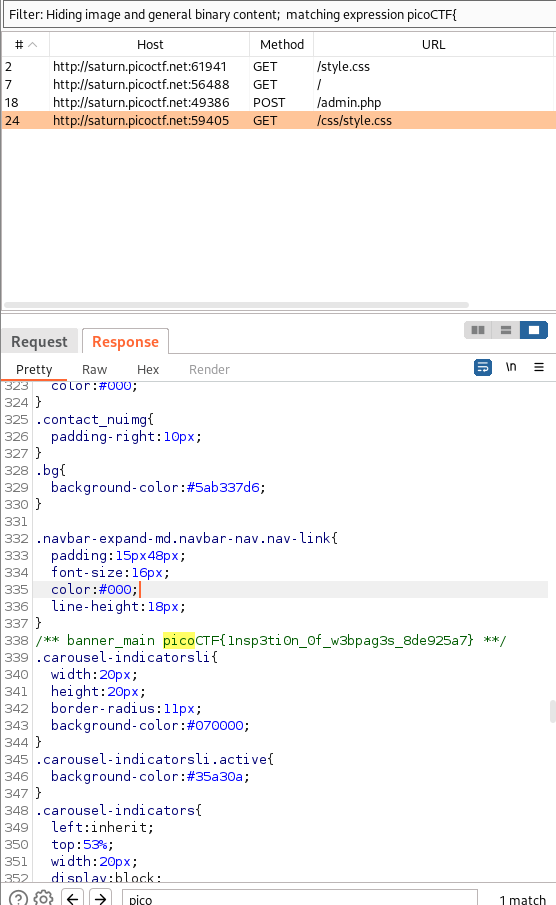 Filter: Hiding image and general binary content;  matching expression picoCTF{
# Host Method URL
2 http://saturn.picoctf.net:61941 GET /style.css
7 http://saturn.picoctf.net:56488 GET /
18 http://saturn.picoctf.net:49386 POST /admin.php
24 http://saturn.picoctf.net:59405 GET /css/style.css
Request Response
Pretty Raw Hex Render \n
323 color:#000;
324 }
325 .contact_nuimg{
326 padding-right:10px;
327 }
328 .bg{
329 background-color:#5ab337d6;
330 }
331
332 .navbar-expand-md.navbar-nav.nav-link{
333 padding:15px48px;
334 font-size:16px;
335 color:#000;
336 line-height:18px;
337 }
338 /** banner_main picoCTF{1nsp3ti0n_0f_w3bpag3s_8de925a7} **/
339 .carousel-indicatorsli{
340 width:20px;
341 height:20px;
342 border-radius:11px;
343 background-color:#070000;
344 }
345 .carousel-indicatorsli.active{
346 background-color:#35a30a;
347 }
348 .carousel-indicators{
349 left:inherit;
350 top:53%;
351 width:20px;
352 display:block;
pico 1 match